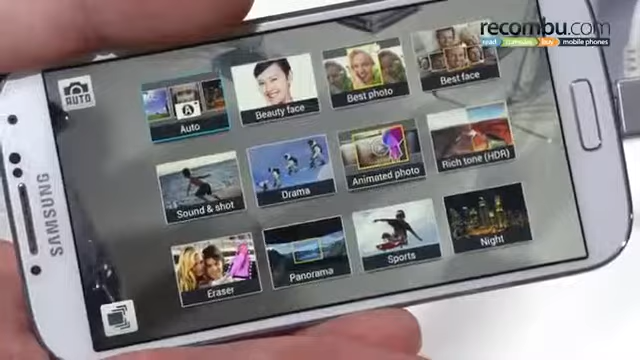 recombu.com
read compare buy mobile phones
AUTO
Auto
Beauty face
Best photo
Best face
Sound & shot
Drama
Animated photo
Rich tone (HDR)
Eraser
Panorama
Sports
Night
SAMSUNG